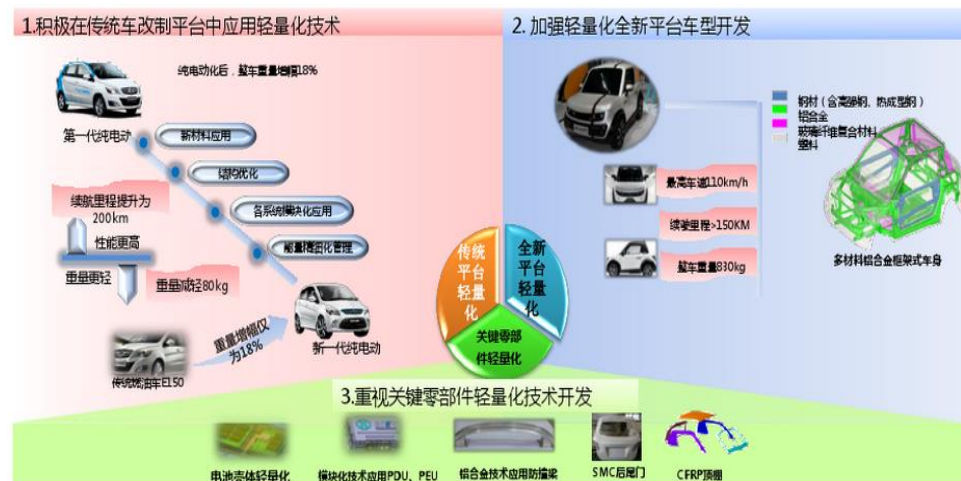 1.积极在传统车改制平台中应用轻量化技术
纯电动化后，整车重量增幅18%
第一代纯电动
新材料应用
结构优化
各系统模块化应用
能量精细化管理
续航里程提升为
200km
性能更高
重量更轻
重量减轻80kg
重量增幅仅
为18%
传统燃油车E150
新一代纯电动
2. 加强轻量化全新平台车型开发
最高车速110km/h
续驶里程>150KM
整车重量830kg
钢材（含高强钢、热成型钢）
铝合金
玻璃纤维复合材料
塑料
多材料铝合金框架式车身
传统
平台
轻量
化
全新
平台
轻量
化
关键零部
件轻量化
3.重视关键零部件轻量化技术开发
电池壳体轻量化
模块化技术应用PDU、PEU
铝合金技术应用防撞梁
SMC后尾门
CFRP顶棚